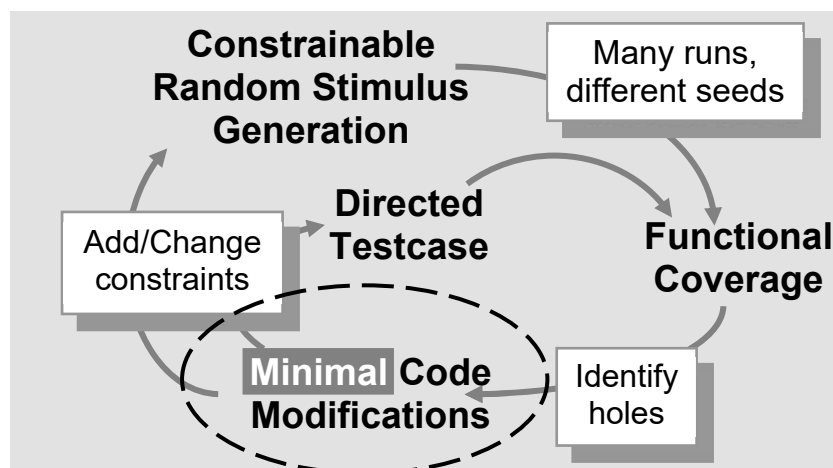 Constrainable
Random Stimulus
Generation
Many runs,
different seeds
Directed
Testcase
Add/Change
constraints
Functional
Coverage
Minimal Code
Modifications
Identify
holes